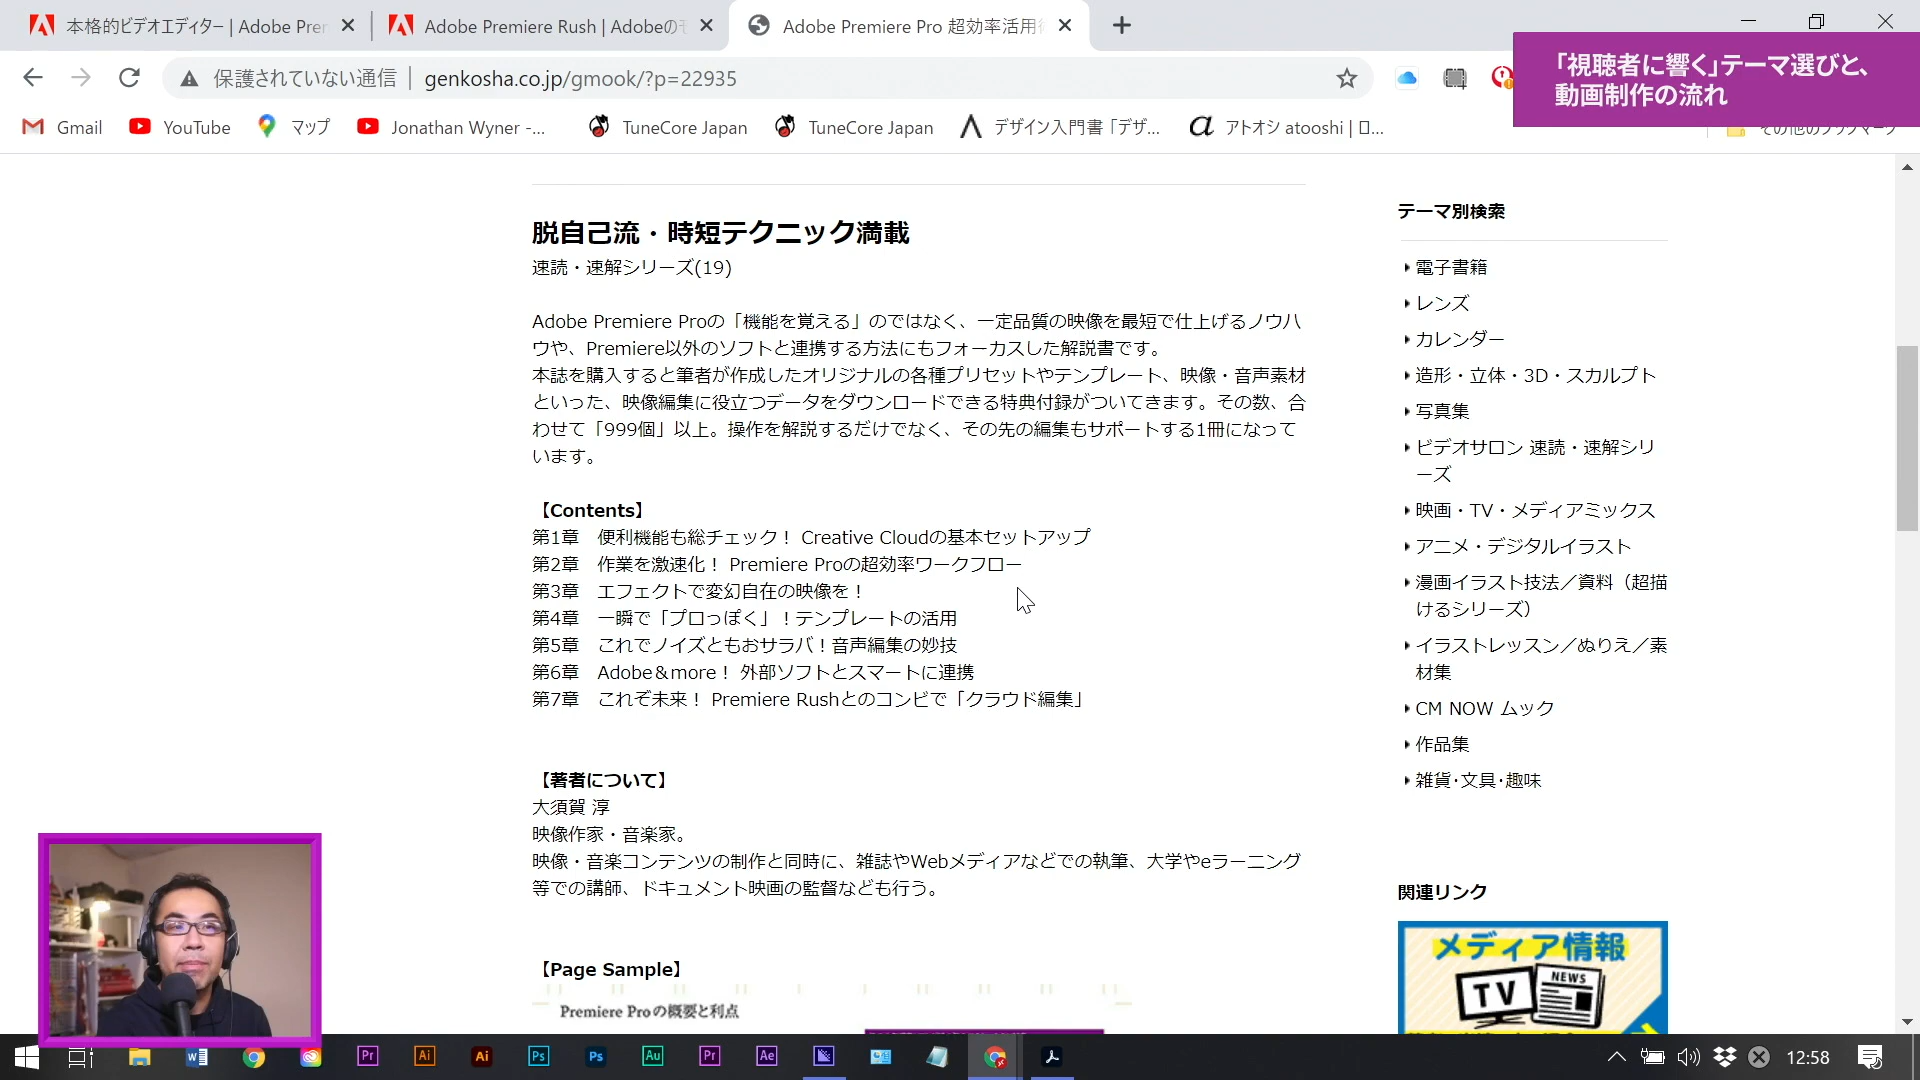 本格的ビデオエディター | Adobe Prer
Adobe Premiere Rush | Adobeのモ
Adobe Premiere Pro 超効率活用
保護されていない通信
genkosha.co.jp/gmook/?p=22935
「視聴者に響く」テーマ選びと、
動画制作の流れ
Gmail
YouTube
マップ
Jonathan Wyner -...
TuneCore Japan
TuneCore Japan
デザイン入門書「デザ...
アトオシ atooshi | ロ...
その他のブックマーク
脱自己流・時短テクニック満載
速読・速解シリーズ(19)
Adobe Premiere Proの「機能を覚える」のではなく、一定品質の映像を最短で仕上げるノウハ
ウや、Premiere以外のソフトと連携する方法にもフォーカスした解説書です。
本誌を購入すると筆者が作成したオリジナルの各種プリセットやテンプレート、映像・音声素材
といった、映像編集に役立つデータをダウンロードできる特典付録がついてきます。その数、合
わせて「999個」以上。操作を解説するだけでなく、その先の編集もサポートする1冊になって
います。
【Contents】
第1章 便利機能も総チェック！ Creative Cloudの基本セットアップ
第2章 作業を激速化！ Premiere Proの超効率ワークフロー
第3章 エフェクトで変幻自在の映像を！
第4章 一瞬で「プロっぽく」！テンプレートの活用
第5章 これでノイズともおサラバ！音声編集の妙技
第6章 Adobe＆more！ 外部ソフトとスマートに連携
第7章 これぞ未来！ Premiere Rushとのコンビで「クラウド編集」
【著者について】
大須賀 淳
映像作家・音楽家。
映像・音楽コンテンツの制作と同時に、雑誌やWebメディアなどでの執筆、大学やeラーニング
等での講師、ドキュメント映画の監督なども行う。
【Page Sample】
Premiere Proの概要と利点
テーマ別検索
電子書籍
レンズ
カレンダー
造形・立体・3D・スカルプト
写真集
ビデオサロン 速読・速解シリ
ーズ
映画・TV・メディアミックス
アニメ・デジタルイラスト
漫画イラスト技法／資料（超描
けるシリーズ）
イラストレッスン／ぬりえ／素
材集
CM NOW ムック
作品集
雑貨･文具･趣味
関連リンク
メディア情報
TV
NEWS
Pr
Ai
Ai
Ps
Ps
Au
Pr
Ae
12:58